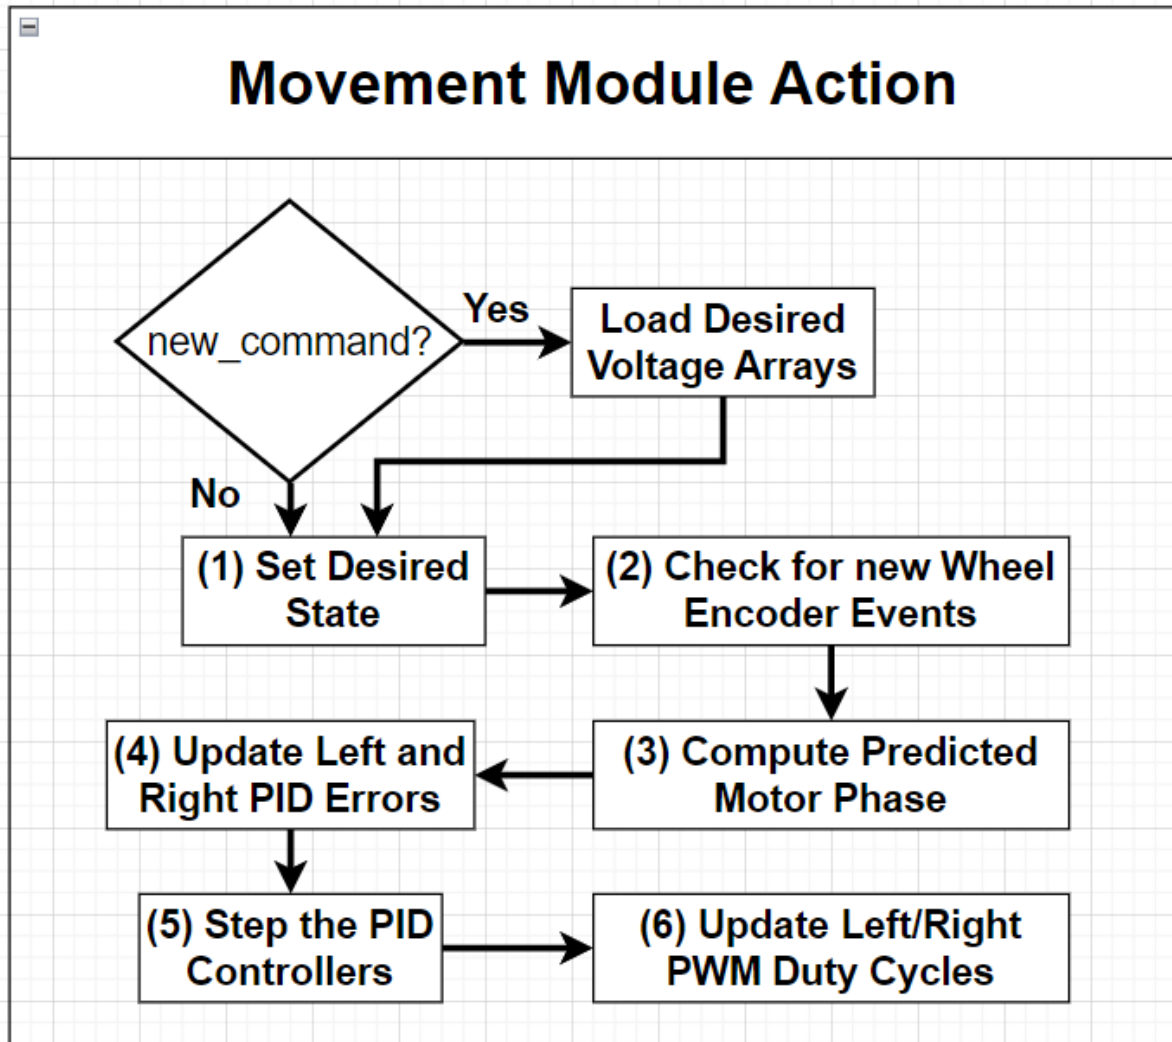 Movement Module Action
new_command?
Yes
Load Desired
Voltage Arrays
No
(1) Set Desired
State
(2) Check for new Wheel
Encoder Events
(3) Compute Predicted
Motor Phase
(4) Update Left and
Right PID Errors
(5) Step the PID
Controllers
(6) Update Left/Right
PWM Duty Cycles